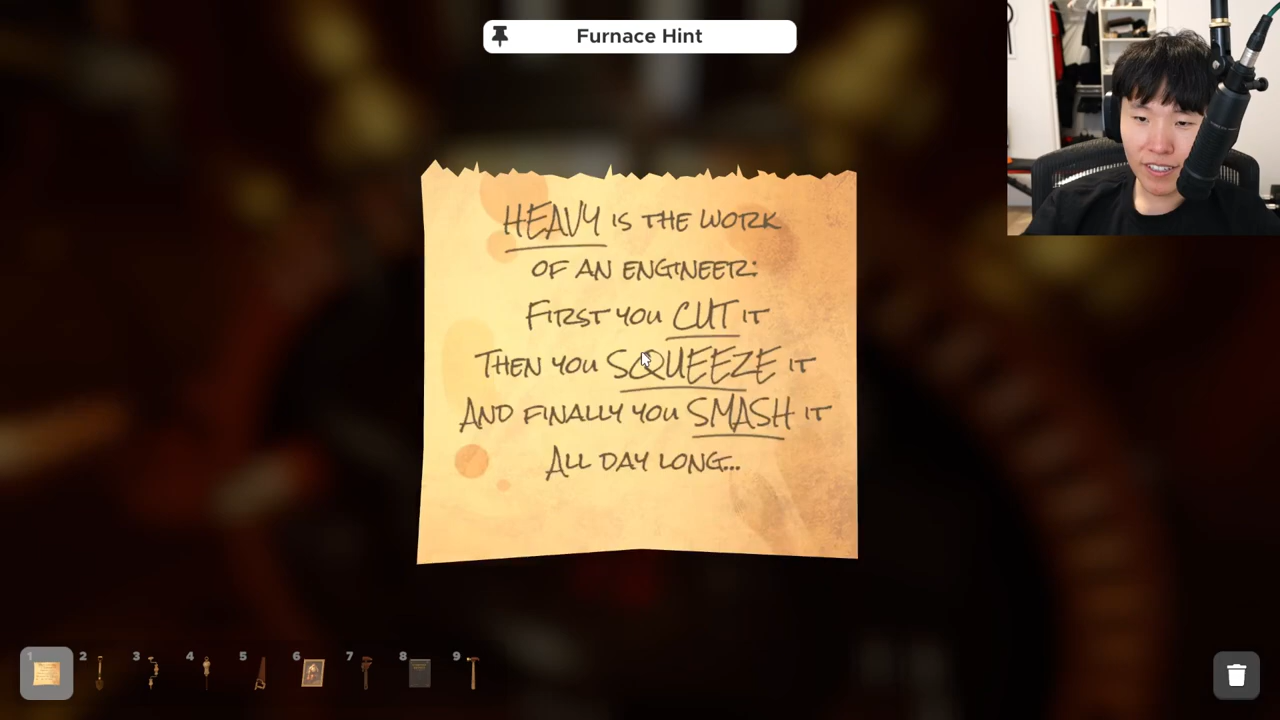 Furnace Hint
HEAVY IS THE WORK
OF AN ENGINEER:
FIRST YOU CUT IT
THEN YOU SQUEEZE IT
AND FINALLY YOU SMASH IT
ALL DAY LONG...
1 2 3 4 5 6 7 8 9